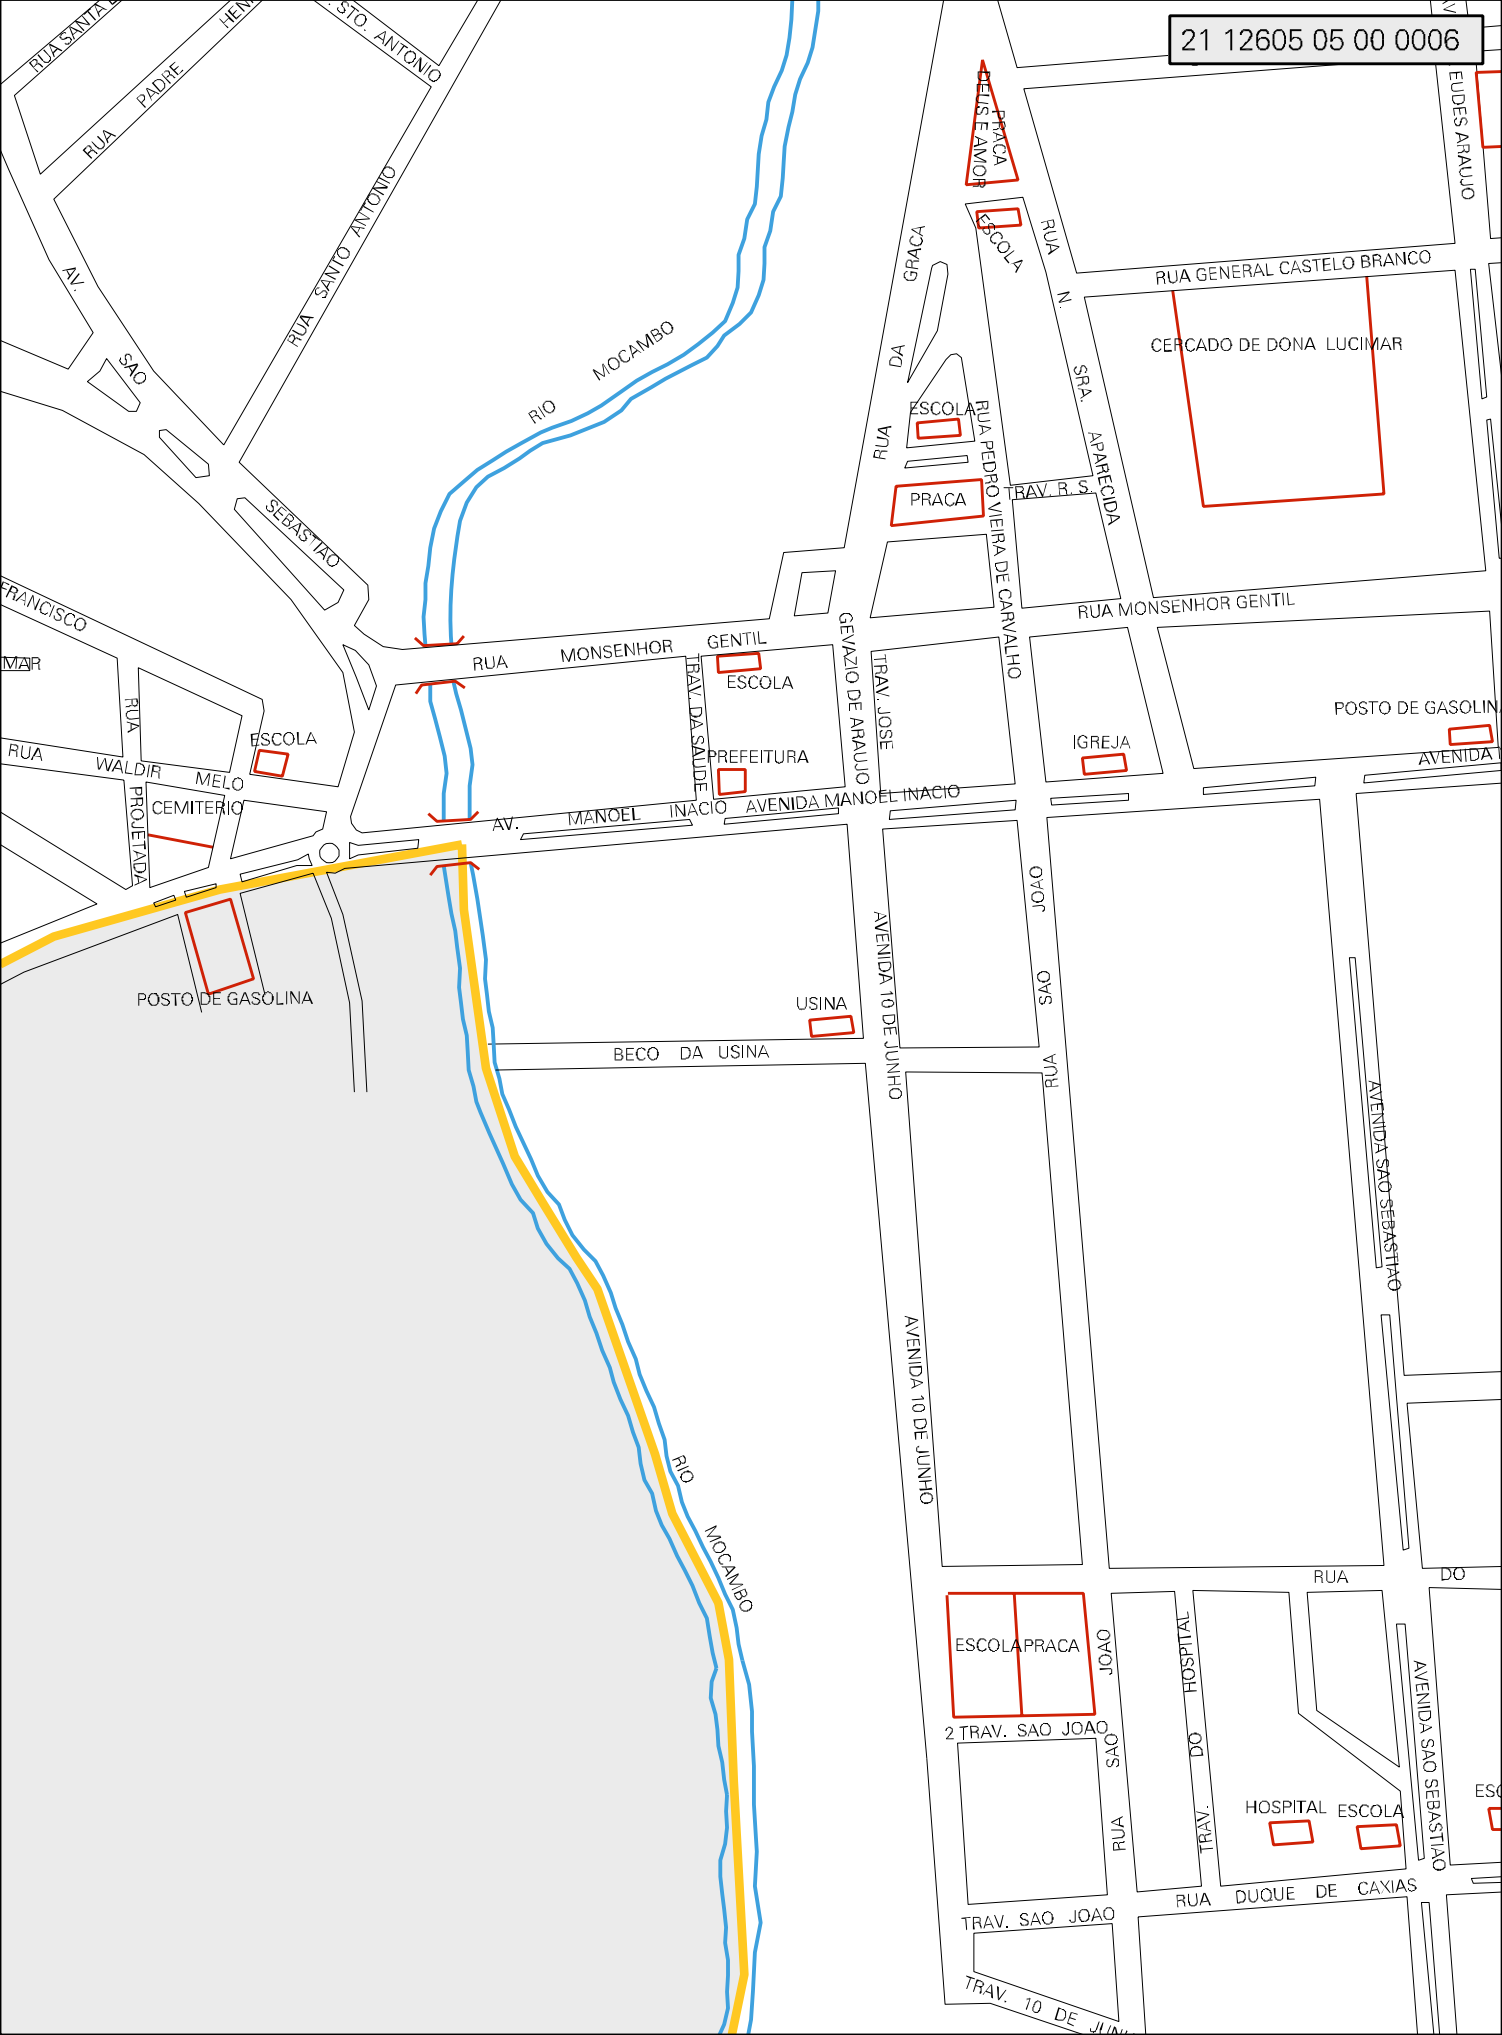 21 12605 05 00 0006
RUA SANTA
RUA PADRE
STO. ANTONIO
EUDES ARAUJO
PRACA
DEUS E AMOR
ESCOLA
RUA SANTO ANTONIO
AV. SAO SEBASTIAO
RIO MOCAMBO
RUA DA GRACA
RUA N. SRA. APARECIDA
RUA GENERAL CASTELO BRANCO
CERCADO DE DONA LUCIMAR
ESCOLA
RUA PEDRO VIEIRA DE CARVALHO
PRACA
TRAV. R. S.
FRANCISCO
MAR
RUA MONSENHOR GENTIL
RUA MONSENHOR GENTIL
ESCOLA
TRAV. DA SAUDE
TRAV. JOSE
GEVAZIO DE ARAUJO
RUA PROJETADA
ESCOLA
RUA WALDIR MELO
CEMITERIO
PREFEITURA
IGREJA
POSTO DE GASOLINA
AVENIDA
AV. MANOEL INACIO
AVENIDA MANOEL INACIO
POSTO DE GASOLINA
USINA
BECO DA USINA
AVENIDA 10 DE JUNHO
RUA SAO JOAO
AVENIDA SAO SEBASTIAO
AVENIDA 10 DE JUNHO
RIO MOCAMBO
RUA DO
ESCOLA
PRACA
2 TRAV. SAO JOAO
RUA SAO JOAO
TRAV. DO HOSPITAL
AVENIDA SAO SEBASTIAO
HOSPITAL
ESCOLA
RUA DUQUE DE CAXIAS
TRAV. SAO JOAO
TRAV. 10 DE